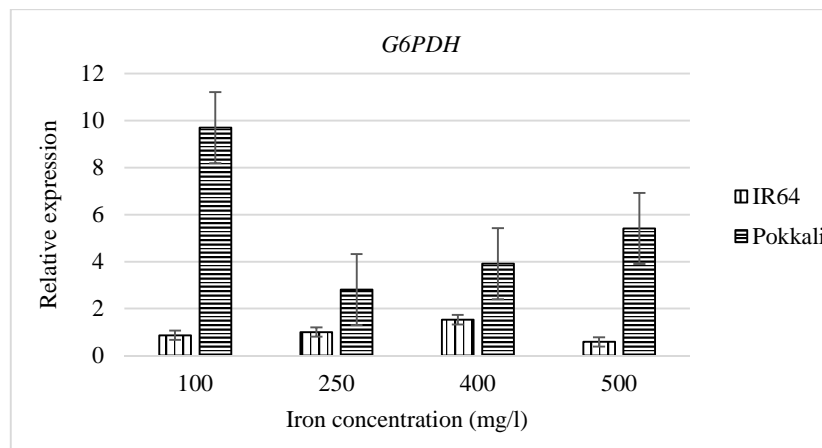 G6PDH
12
10
8
6
4
2
0
Relative expression
100 250 400 500
Iron concentration (mg/l)
IR64
Pokkali